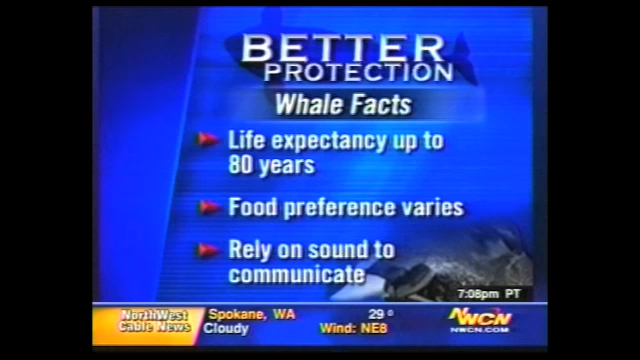 BETTER
PROTECTION
Whale Facts
Life expectancy up to
80 years
Food preference varies
Rely on sound to
communicate
7:08pm PT
NorthWest
Cable News
Spokane, WA 29°
Cloudy Wind: NE8
NWCN
NWCN.COM